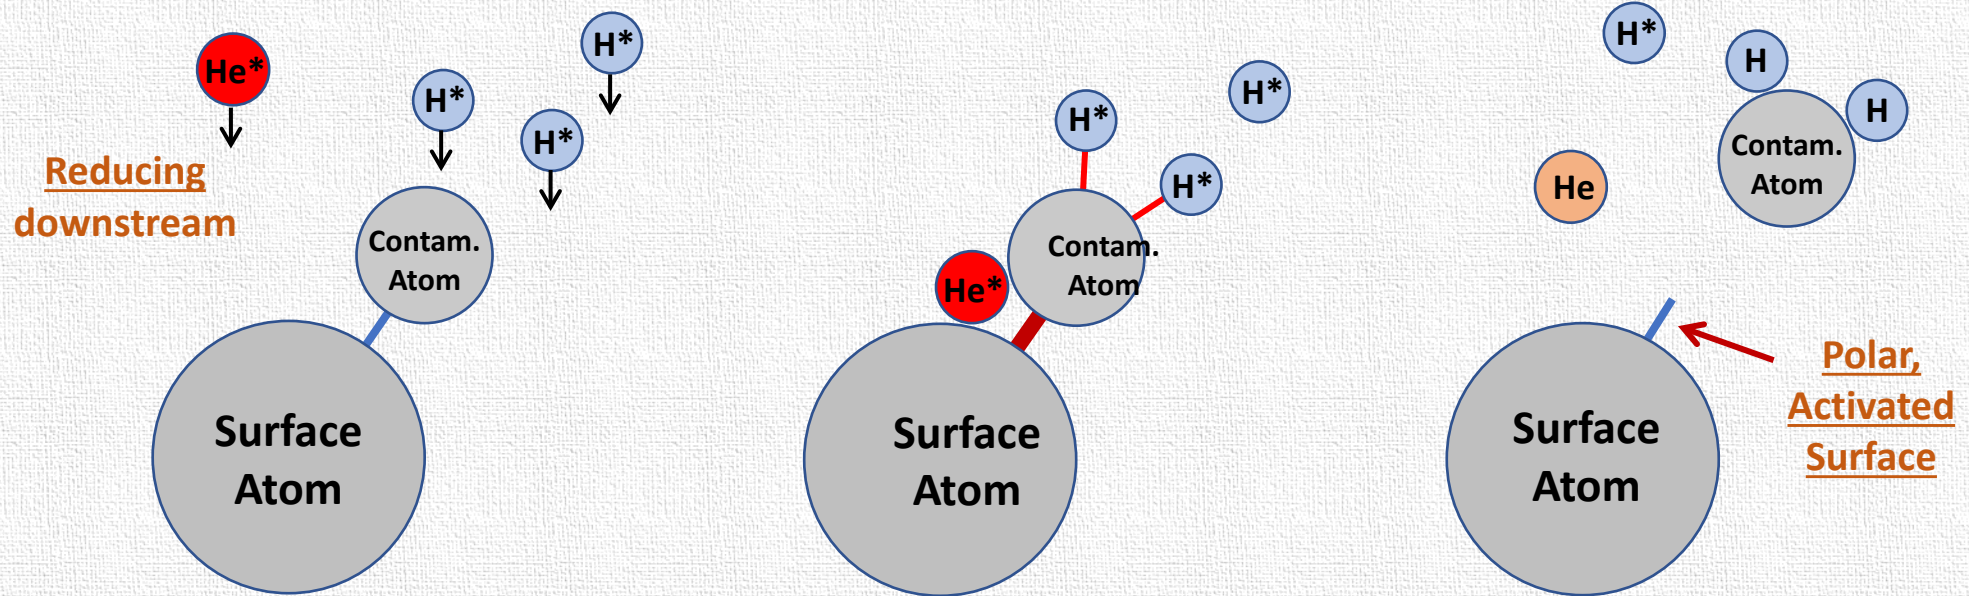 He*
H*
H*
H*
Reducing
downstream
Contam.
Atom
Surface
Atom
H*
H*
H*
He*
Contam.
Atom
Surface
Atom
H*
H
H
Contam.
Atom
He
Surface
Atom
Polar,
Activated
Surface